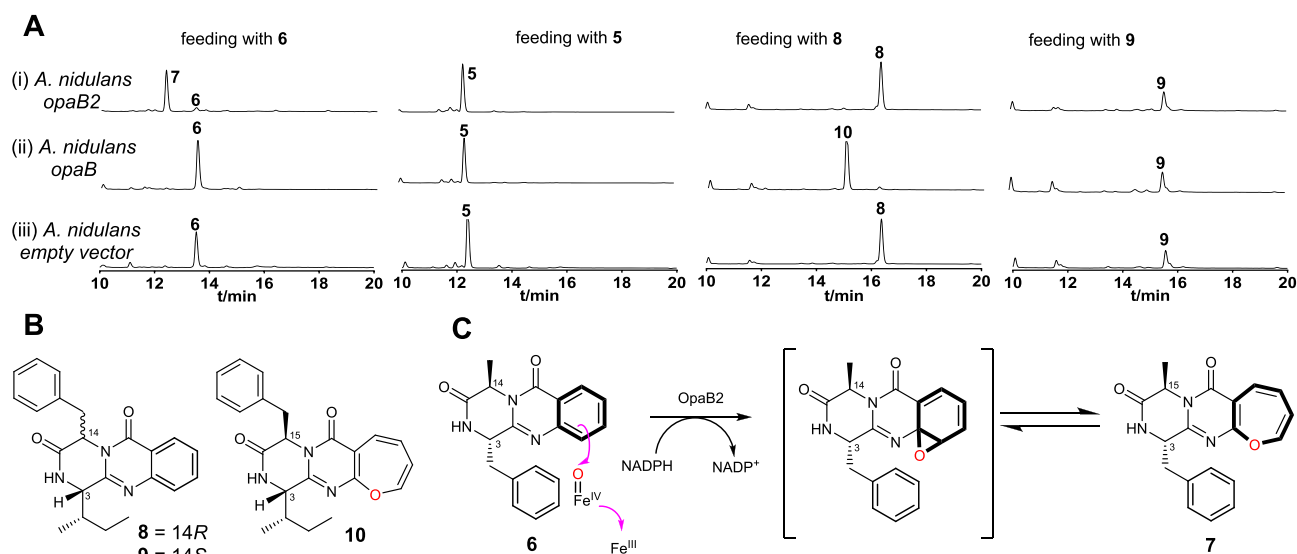 A
feeding with 6
feeding with 5
feeding with 8
feeding with 9
(i) A. nidulans
opaB2
7
6
5
8
9
(ii) A. nidulans
opaB
6
5
10
9
(iii) A. nidulans
empty vector
6
5
8
9
10 12 14 16 18 20
t/min
10 12 14 16 18 20
t/min
10 12 14 16 18 20
t/min
10 12 14 16 18 20
t/min
B
O
14
O
N
HN
N
H
3
8 = 14R
9 = 14S
O
15
O
N
HN
N
O
H
3
10
C
O
14
O
N
HN
N
3
O
FeIV
FeIII
6
OpaB2
NADPH
NADP+
O
14
O
N
HN
N
3
O
O
15
O
N
HN
N
O
3
7